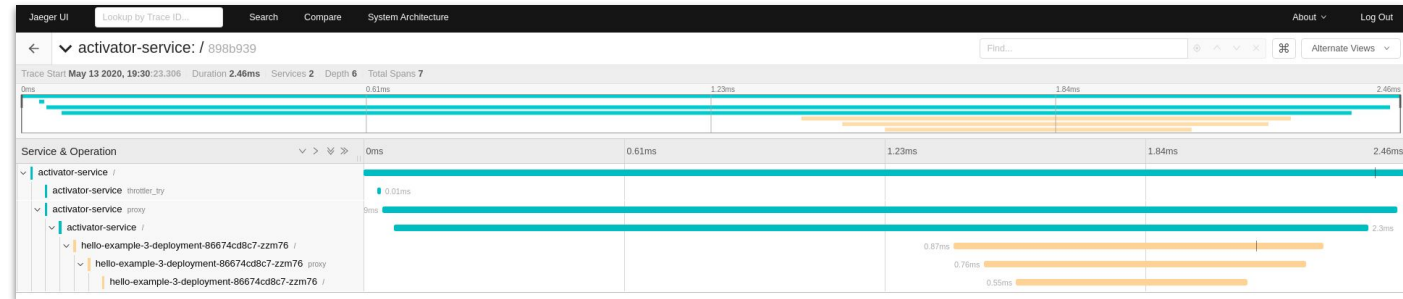 Jaeger UI Lookup by Trace ID... Search Compare System Architecture About Log Out
activator-service: / 898b939 Find... ⌘ Alternate Views
Trace Start May 13 2020, 19:30:23.306 Duration 2.46ms Services 2 Depth 6 Total Spans 7
0ms 0.61ms 1.23ms 1.84ms 2.46ms
Service & Operation 0ms 0.61ms 1.23ms 1.84ms 2.46ms
activator-service /
activator-service throttler_try 0.01ms
activator-service proxy 9ms
activator-service / 2.3ms
hello-example-3-deployment-86674cd8c7-zzm76 / 0.87ms
hello-example-3-deployment-86674cd8c7-zzm76 proxy 0.76ms
hello-example-3-deployment-86674cd8c7-zzm76 / 0.55ms